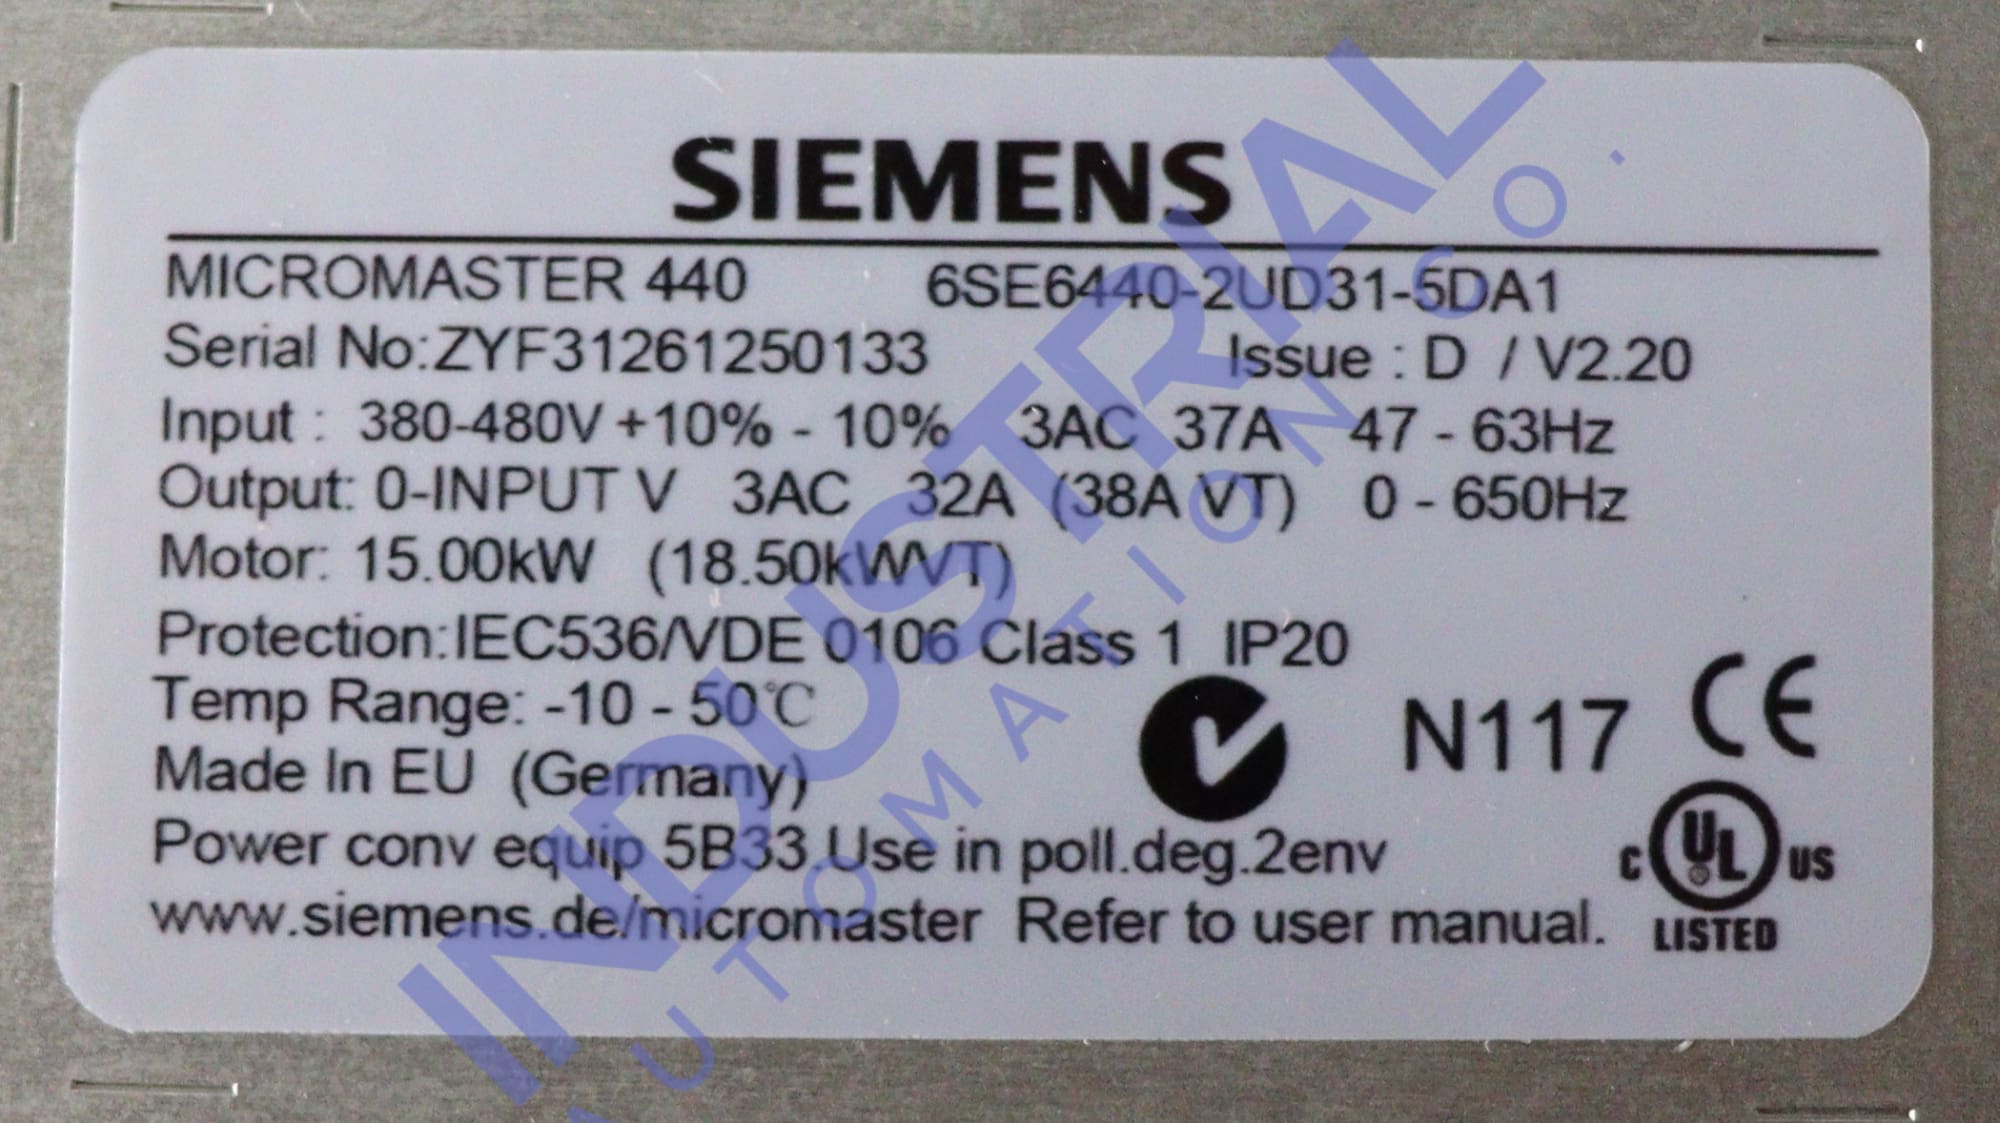 SIEMENS
MICROMASTER 440 6SE6440-2UD31-5DA1
Serial No:ZYF31261250133 Issue : D / V2.20
Input : 380-480V +10% - 10% 3AC 37A 47 - 63Hz
Output: 0-INPUT V 3AC 32A (38A VT) 0 - 650Hz
Motor: 15.00kW (18.50kWVT)
Protection:IEC536/VDE 0106 Class 1 IP20
Temp Range: -10 - 50℃
Made In EU (Germany)
N117 CE
Power conv equip 5B33 Use in poll.deg.2env
C UL US
www.siemens.de/micromaster Refer to user manual.
LISTED
INDUSTRIAL
AUTOMATION CO.